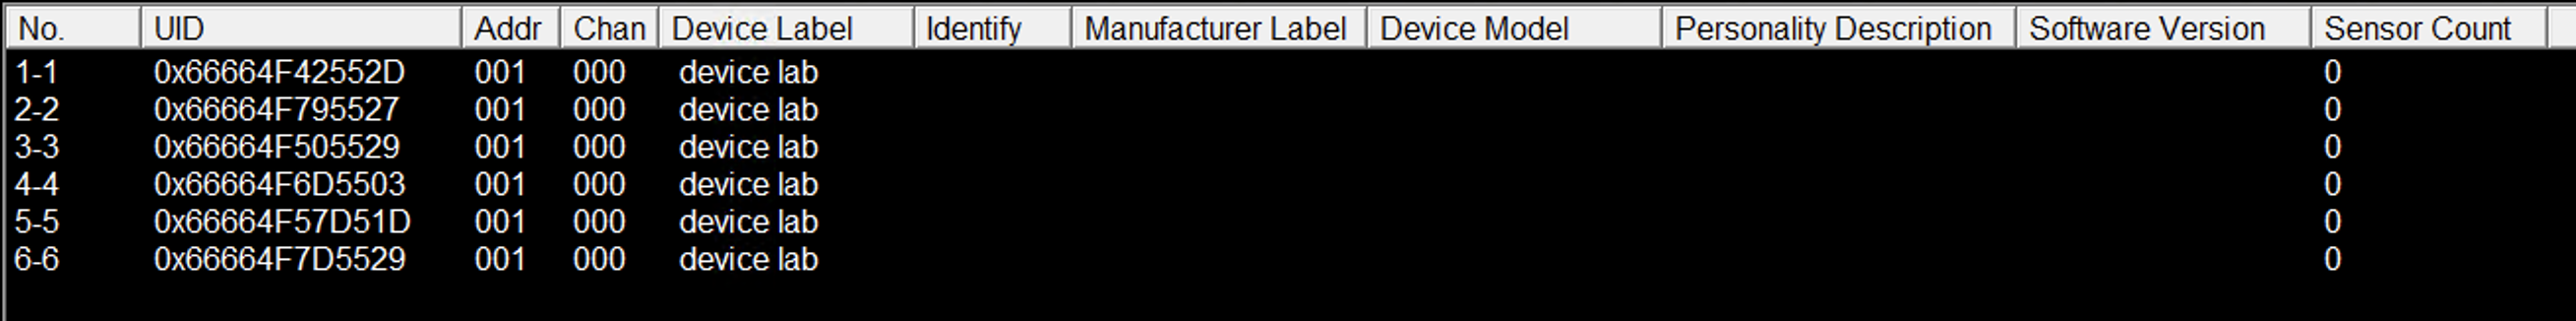 No. UID Addr Chan Device Label Identify Manufacturer Label Device Model Personality Description Software Version Sensor Count
1-1 0x66664F42552D 001 000 device lab 0
2-2 0x66664F795527 001 000 device lab 0
3-3 0x66664F505529 001 000 device lab 0
4-4 0x66664F6D5503 001 000 device lab 0
5-5 0x66664F57D51D 001 000 device lab 0
6-6 0x66664F7D5529 001 000 device lab 0